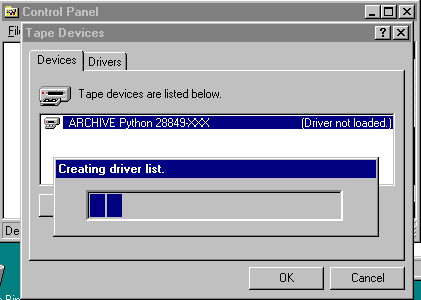 Control Panel
Tape Devices
Devices
Drivers
Tape devices are listed below.
ARCHIVE Python 28849-XXX (Driver not loaded.)
Creating driver list.
De
OK
Cancel
Bin